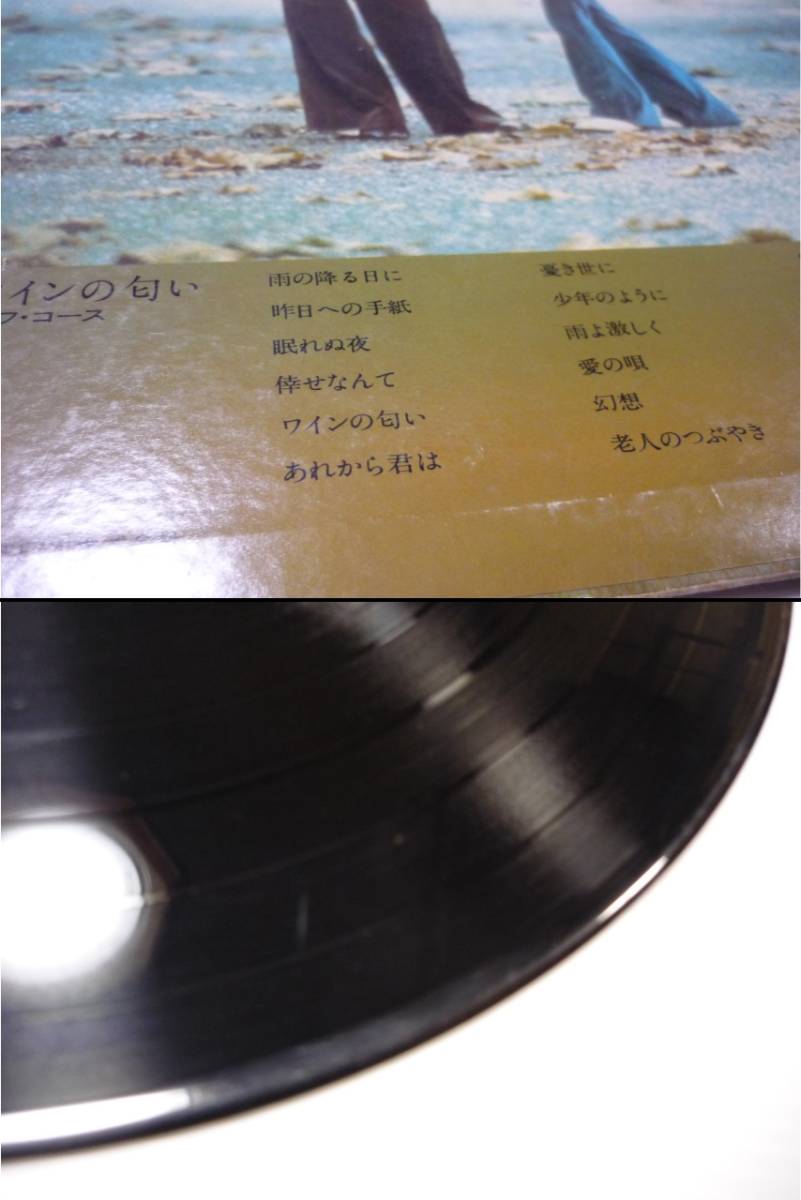 インの匂い
フ・コース
雨の降る日に
昨日への手紙
眠れぬ夜
倖せなんて
ワインの匂い
あれから君は
憂き世に
少年のように
雨よ激しく
愛の唄
幻想
老人のつぶやき